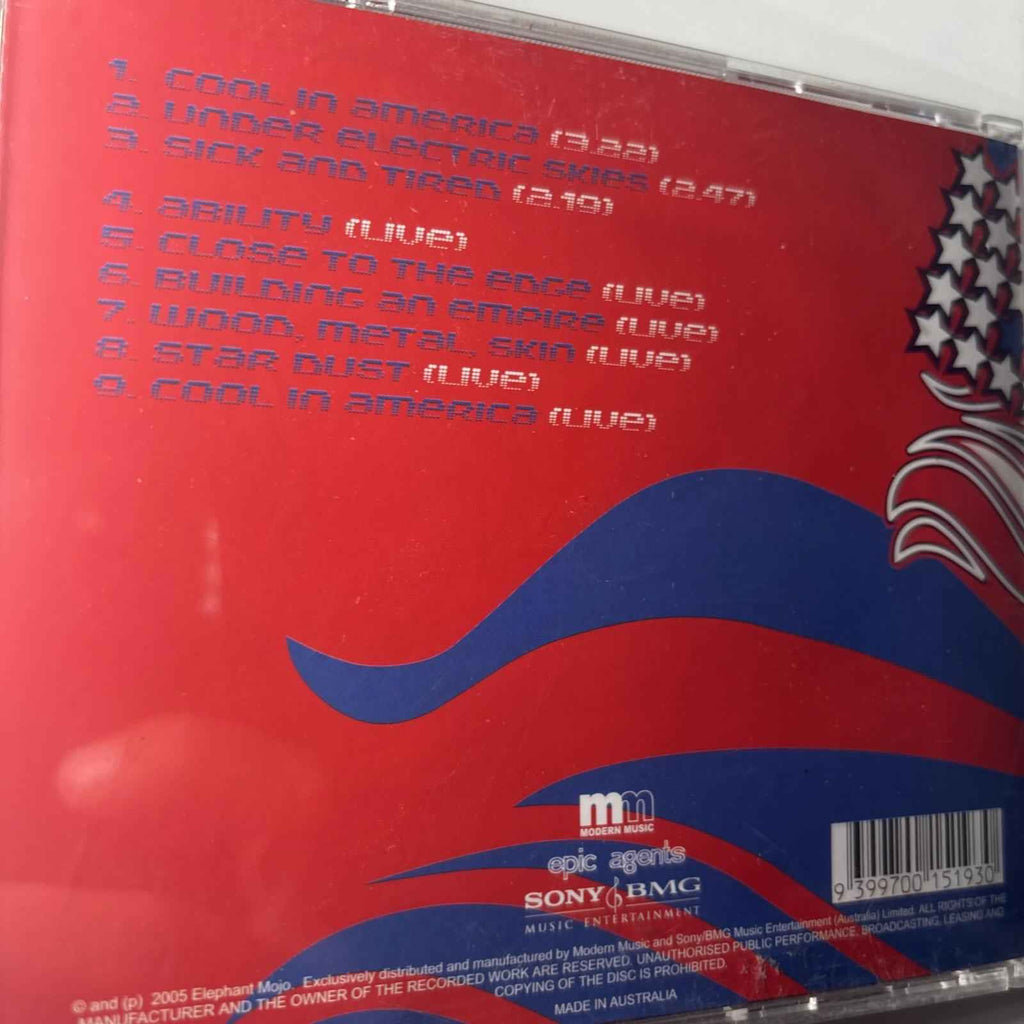 1. COOL IN AMERICA (3.22)
2. UNDER ELECTRIC SKIES (2.47)
3. SICK AND TIRED (2.19)
4. ABILITY (LIVE)
5. CLOSE TO THE EDGE (LIVE)
6. BUILDING AN EMPIRE (LIVE)
7. WOOD, METAL, SKIN (LIVE)
8. STAR DUST (LIVE)
9. COOL IN AMERICA (LIVE)
mm
MODERN MUSIC
epic agents
SONY BMG
MUSIC ENTERTAINMENT
9 399700 151930
© and (p) 2005 Elephant Mojo. Exclusively distributed and manufactured by Modern Music and Sony/BMG Music Entertainment (Australia) Limited. ALL RIGHTS OF THE
MANUFACTURER AND THE OWNER OF THE RECORDED WORK ARE RESERVED. UNAUTHORISED PUBLIC PERFORMANCE, BROADCASTING, LEASING AND
COPYING OF THE DISC IS PROHIBITED.
MADE IN AUSTRALIA